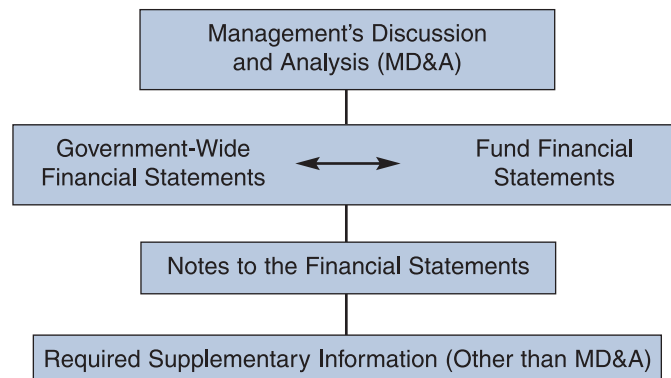 Management's Discussion
and Analysis (MD&A)
Government-Wide
Financial Statements
Fund Financial
Statements
Notes to the Financial Statements
Required Supplementary Information (Other than MD&A)